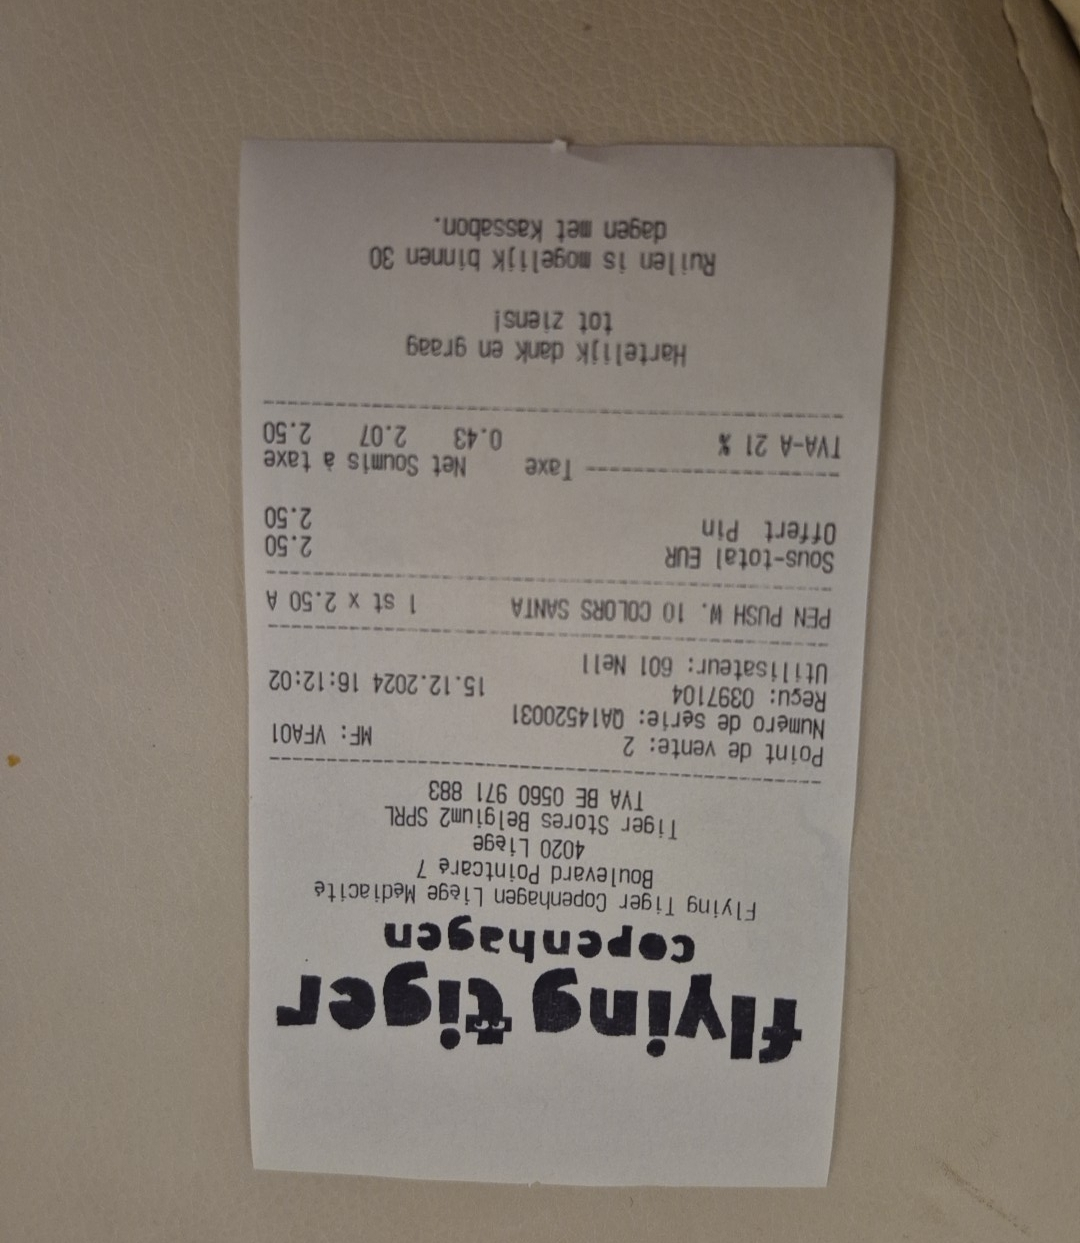 flying tiger
copenhagen
Flying Tiger Copenhagen Liège Médiacité
Boulevard Pointcaré 7
4020 Liège
Tiger Stores Belgium2 SPRL
TVA BE 0560 971 883
Point de vente: 2 MF: VFA01
Numéro de série: QA14520031
Reçu: 0397104 15.12.2024 16:12:02
Utilisateur: 601 Nell
PEN PUSH W. 10 COLORS SANTA 1 st x 2.50 A
Sous-total EUR 2.50
Offert Pin 2.50
Taxe Net Soumis à taxe
TVA-A 21 % 0.43 2.07 2.50
Hartelijk dank en graag
tot ziens!
Ruilen is mogelijk binnen 30
dagen met kassabon.